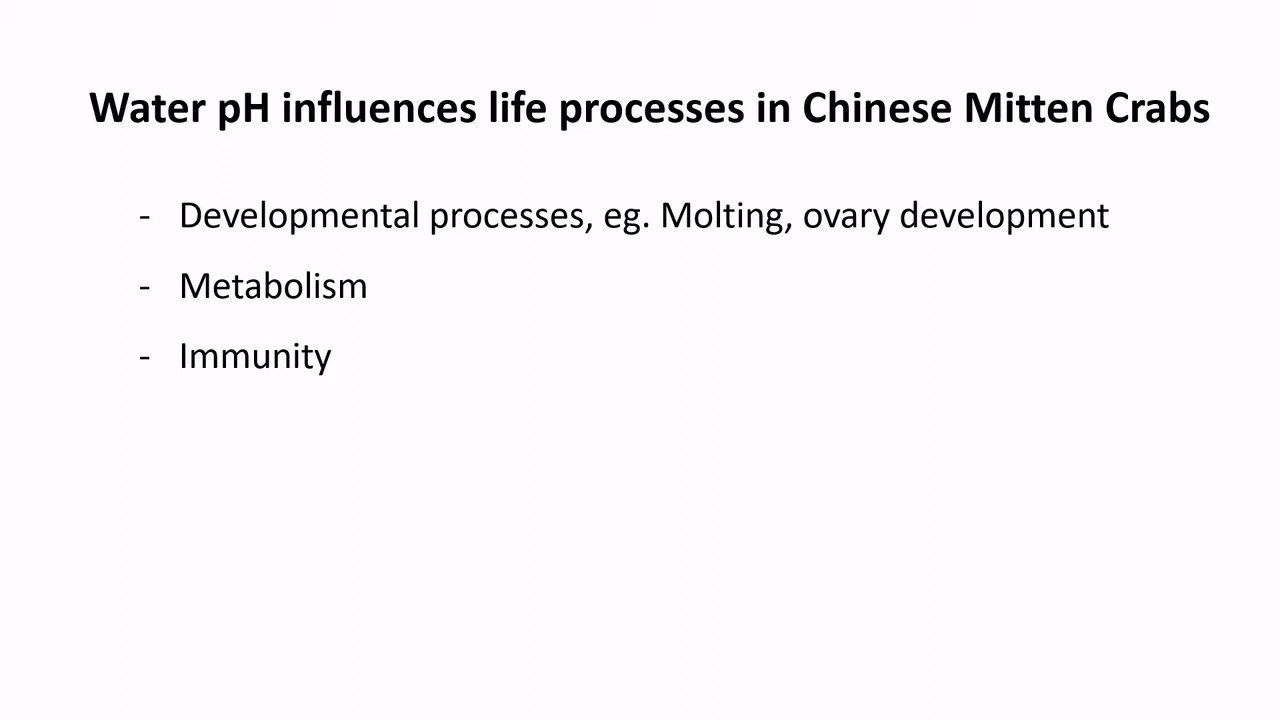 Water pH influences life processes in Chinese Mitten Crabs
- Developmental processes, eg. Molting, ovary development
- Metabolism
- Immunity